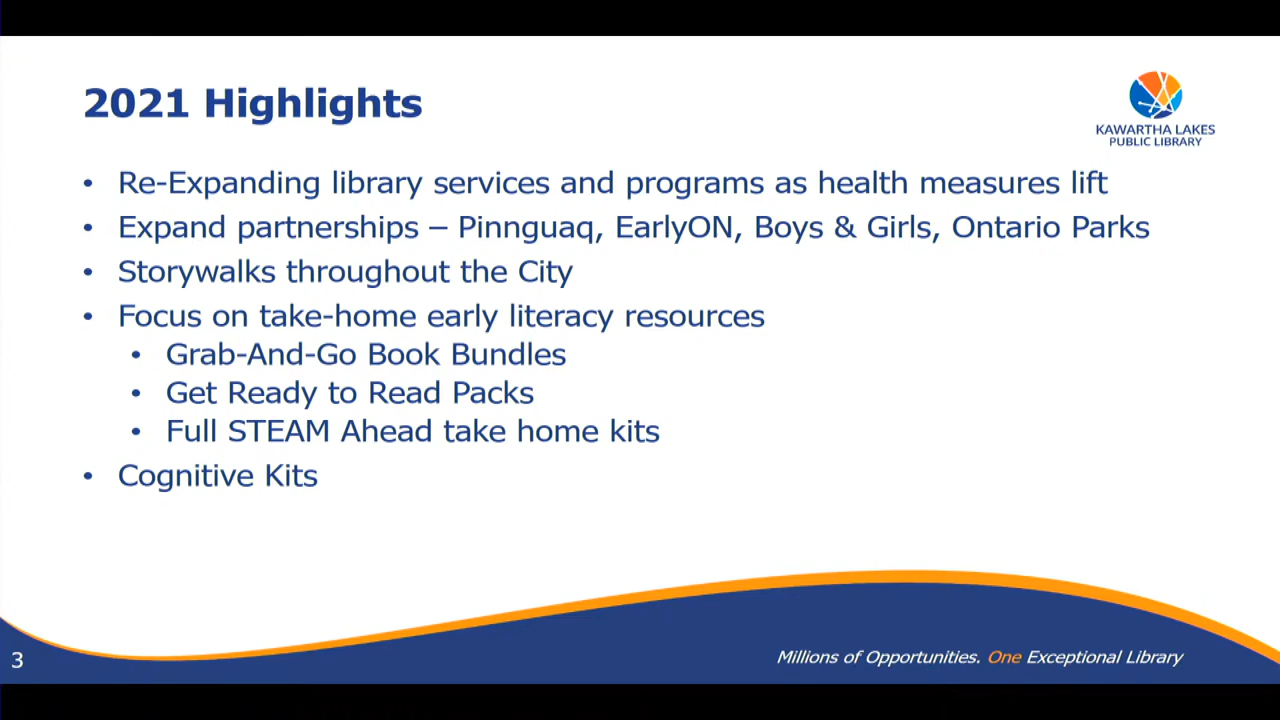 2021 Highlights
KAWARTHA LAKES
PUBLIC LIBRARY
• Re-Expanding library services and programs as health measures lift
• Expand partnerships – Pinnguaq, EarlyON, Boys & Girls, Ontario Parks
• Storywalks throughout the City
• Focus on take-home early literacy resources
• Grab-And-Go Book Bundles
• Get Ready to Read Packs
• Full STEAM Ahead take home kits
• Cognitive Kits
3
Millions of Opportunities. One Exceptional Library